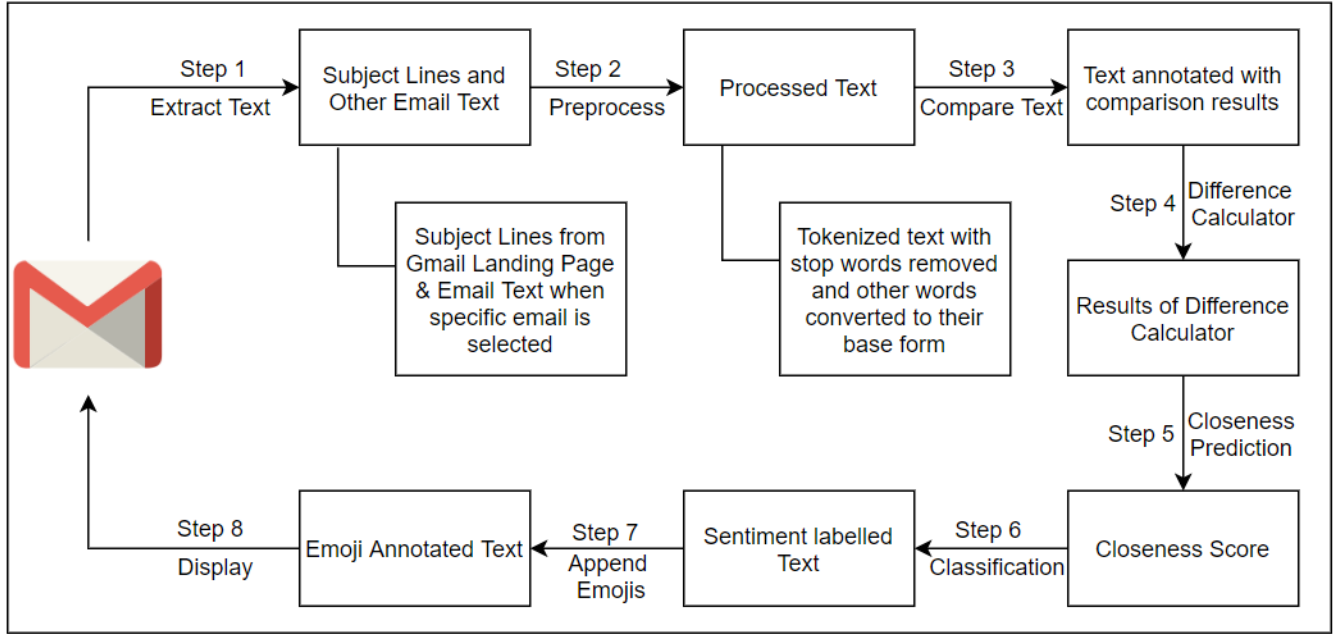 Step 1
Extract Text
Subject Lines and
Other Email Text
Step 2
Preprocess
Processed Text
Step 3
Compare Text
Text annotated with
comparison results
Subject Lines from
Gmail Landing Page
& Email Text when
specific email is
selected
Tokenized text with
stop words removed
and other words
converted to their
base form
Step 4
Difference
Calculator
Results of Difference
Calculator
Step 5
Closeness
Prediction
Closeness Score
Step 6
Classification
Sentiment labelled
Text
Step 7
Append
Emojis
Emoji Annotated Text
Step 8
Display